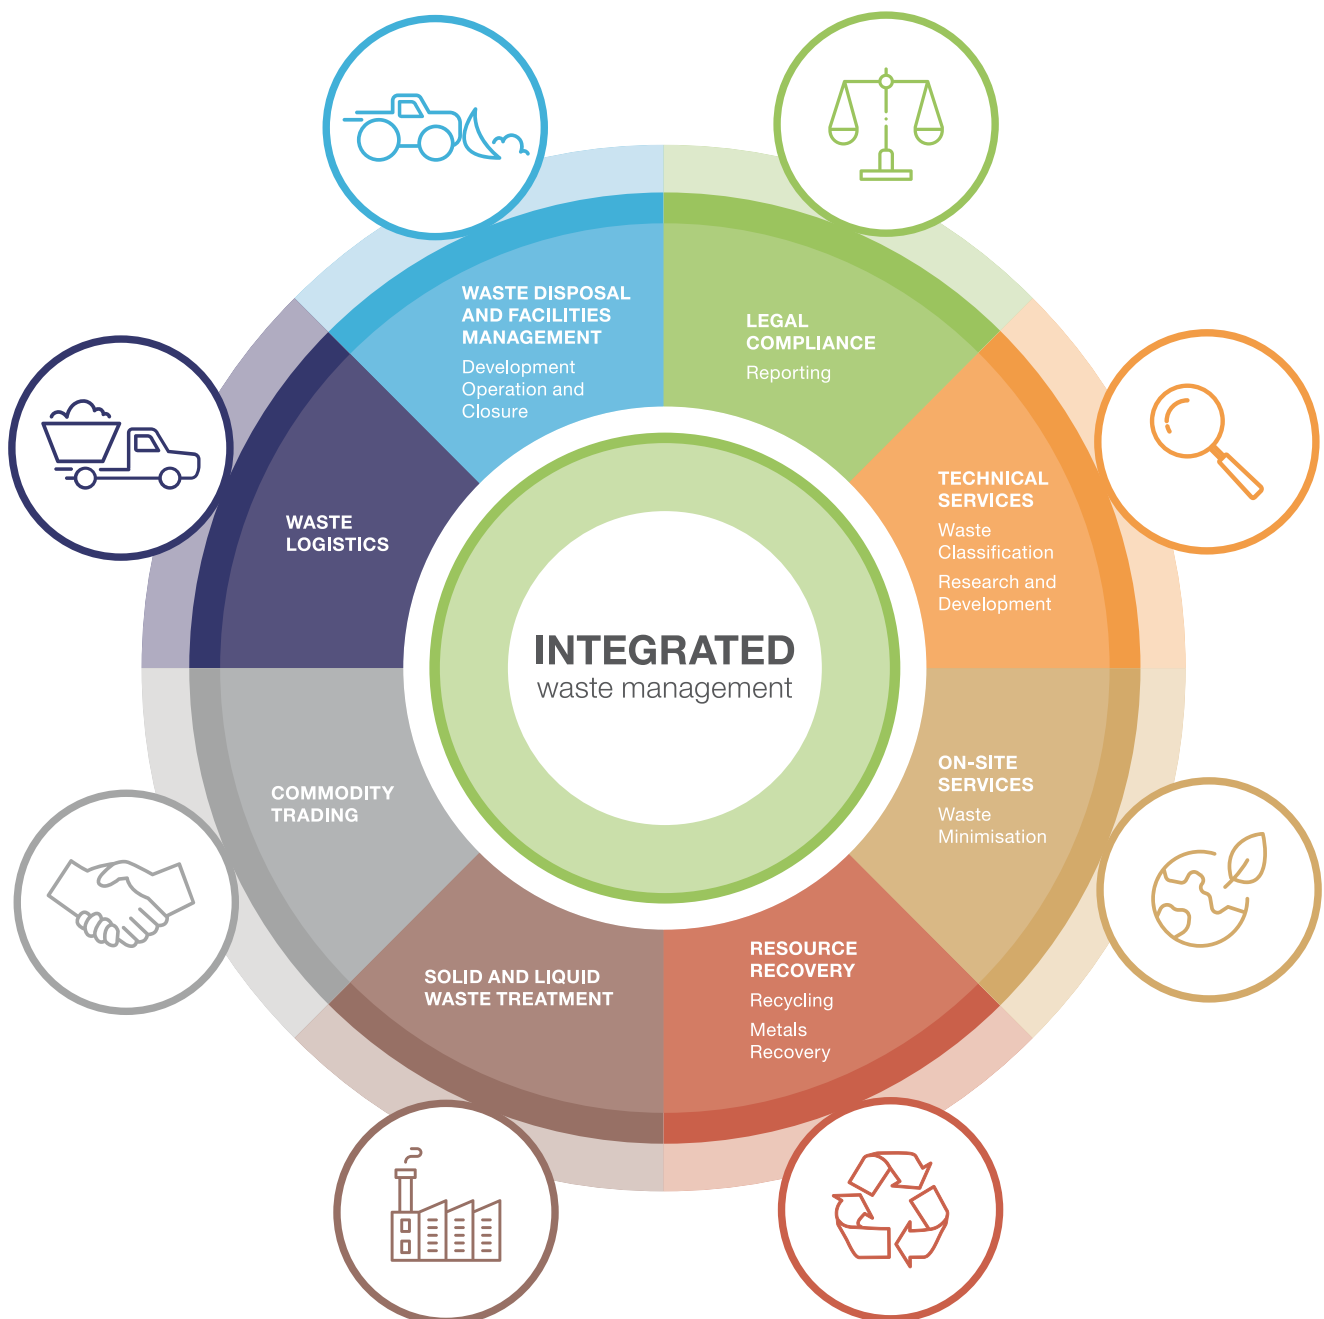 WASTE DISPOSAL
AND FACILITIES
MANAGEMENT
Development
Operation and
Closure
LEGAL
COMPLIANCE
Reporting
TECHNICAL
SERVICES
Waste
Classification
Research and
Development
WASTE
LOGISTICS
INTEGRATED
waste management
ON-SITE
SERVICES
Waste
Minimisation
COMMODITY
TRADING
RESOURCE
RECOVERY
Recycling
Metals
Recovery
SOLID AND LIQUID
WASTE TREATMENT